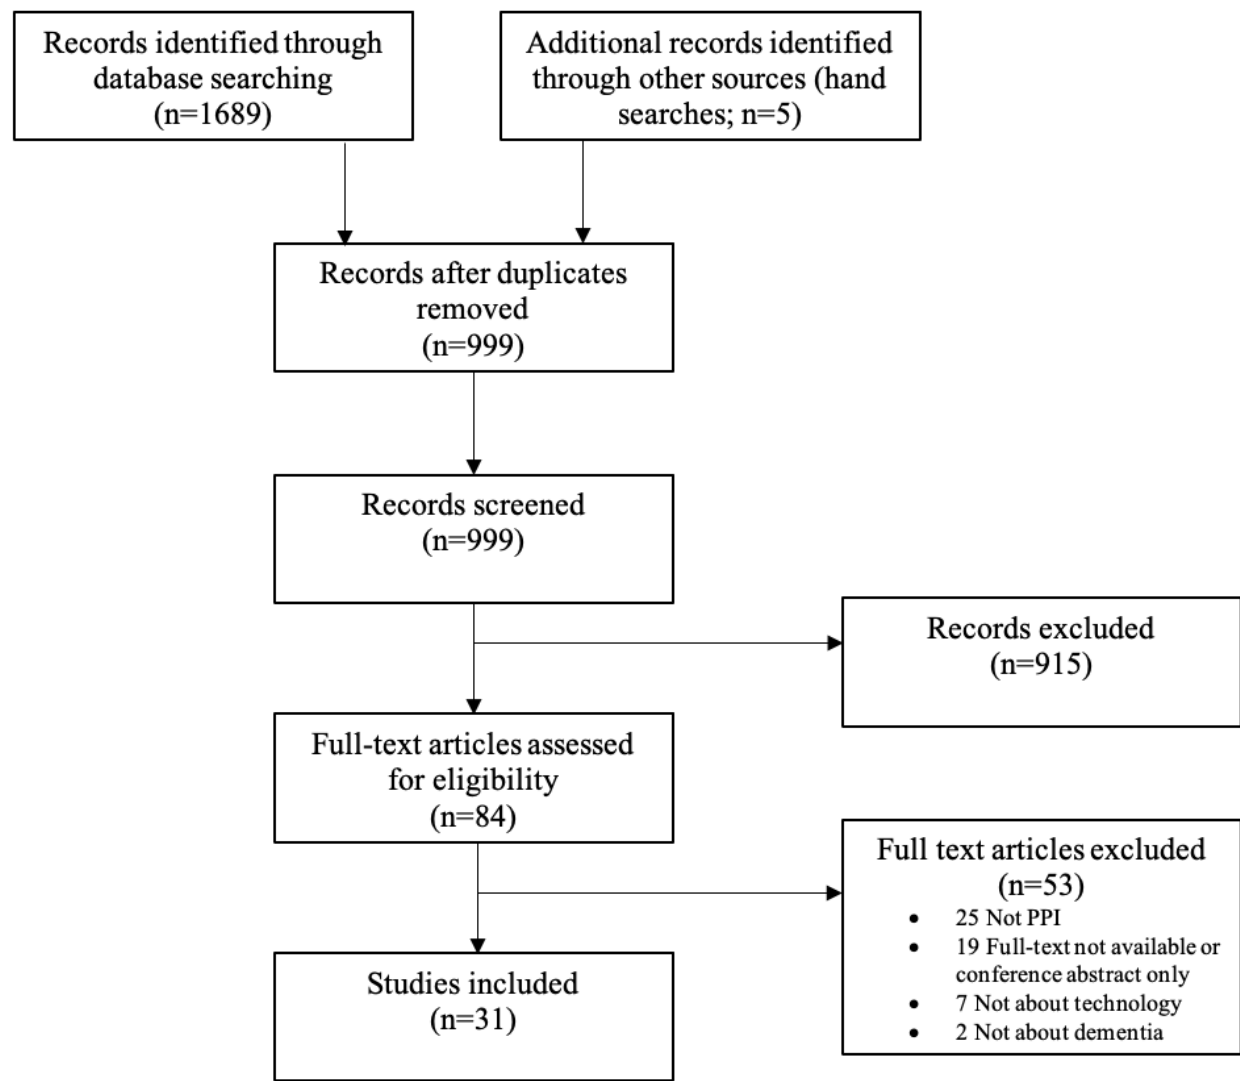 Records identified through
database searching
(n=1689)
Additional records identified
through other sources (hand
searches; n=5)
Records after duplicates
removed
(n=999)
Records screened
(n=999)
Records excluded
(n=915)
Full-text articles assessed
for eligibility
(n=84)
Full text articles excluded
(n=53)
• 25 Not PPI
• 19 Full-text not available or
conference abstract only
• 7 Not about technology
• 2 Not about dementia
Studies included
(n=31)